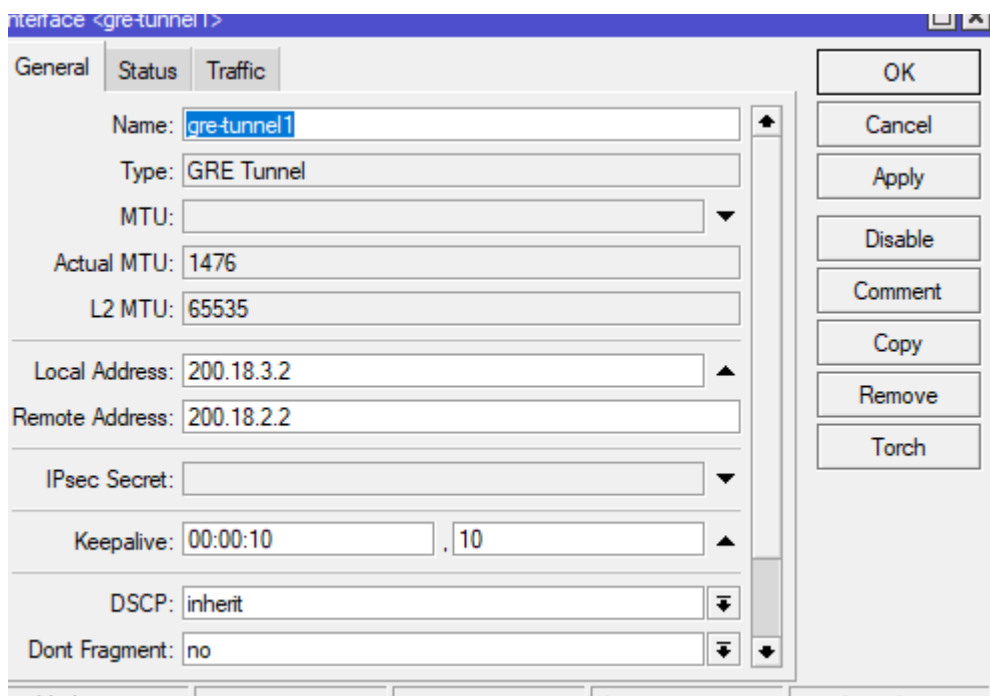 nterface <gre-tunnel1>
General Status Traffic
OK
Cancel
Apply
Disable
Comment
Copy
Remove
Torch
Name: gre-tunnel1
Type: GRE Tunnel
MTU:
Actual MTU: 1476
L2 MTU: 65535
Local Address: 200.18.3.2
Remote Address: 200.18.2.2
IPsec Secret:
Keepalive: 00:00:10 , 10
DSCP: inherit
Dont Fragment: no